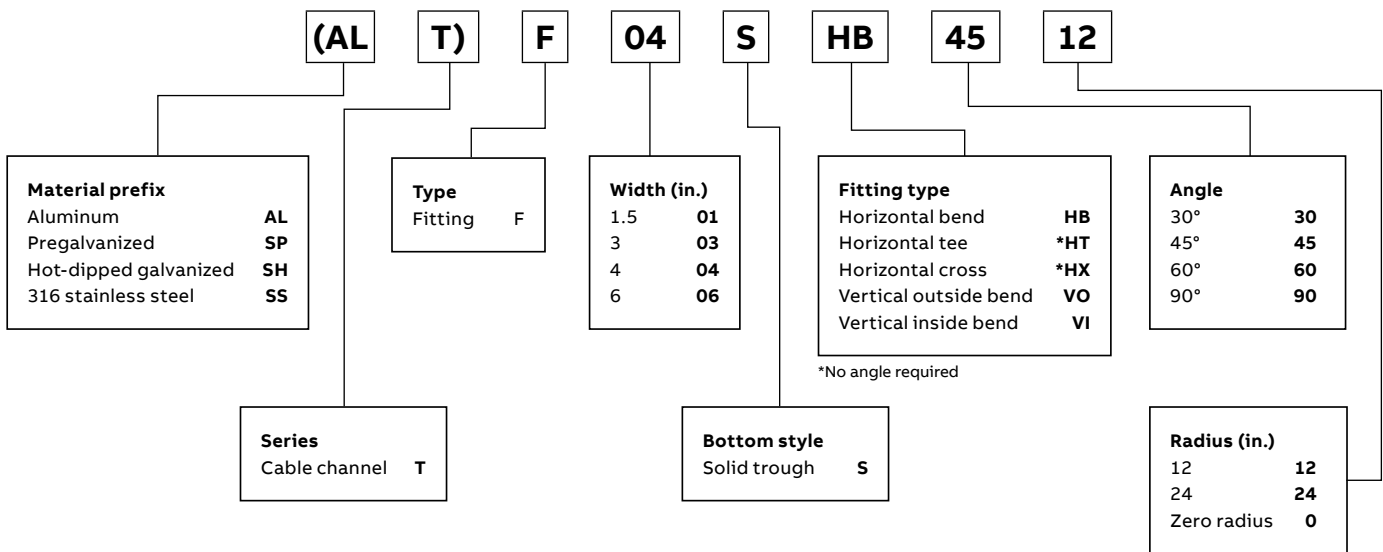 (AL T) F 04 S HB 45 12
Material prefix
Aluminum AL
Pregalvanized SP
Hot-dipped galvanized SH
316 stainless steel SS
Type
Fitting F
Width (in.)
1.5 01
3 03
4 04
6 06
Fitting type
Horizontal bend HB
Horizontal tee *HT
Horizontal cross *HX
Vertical outside bend VO
Vertical inside bend VI
*No angle required
Angle
30° 30
45° 45
60° 60
90° 90
Series
Cable channel T
Bottom style
Solid trough S
Radius (in.)
12 12
24 24
Zero radius 0